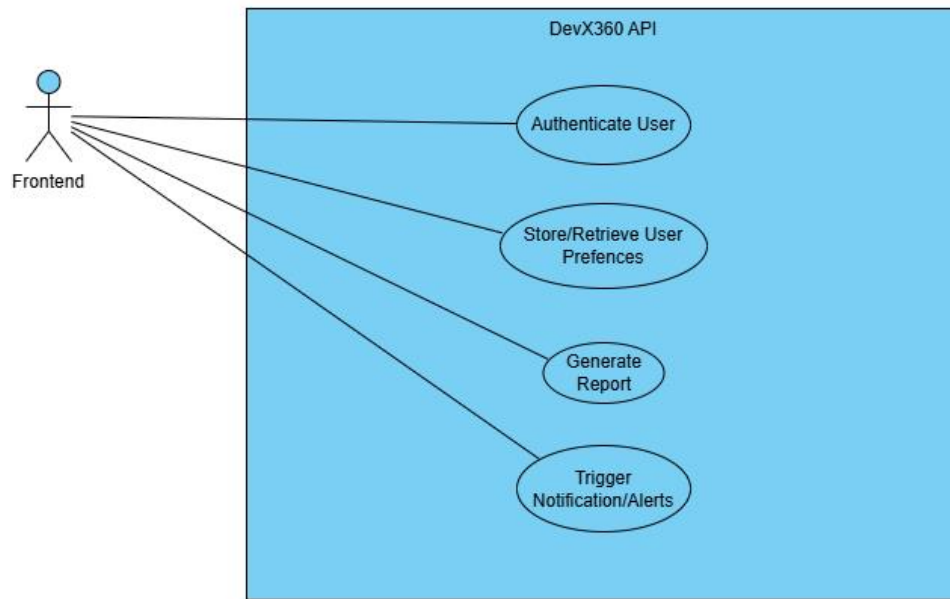 DevX360 API
Authenticate User
Frontend
Store/Retrieve User
Prefences
Generate
Report
Trigger
Notification/Alerts